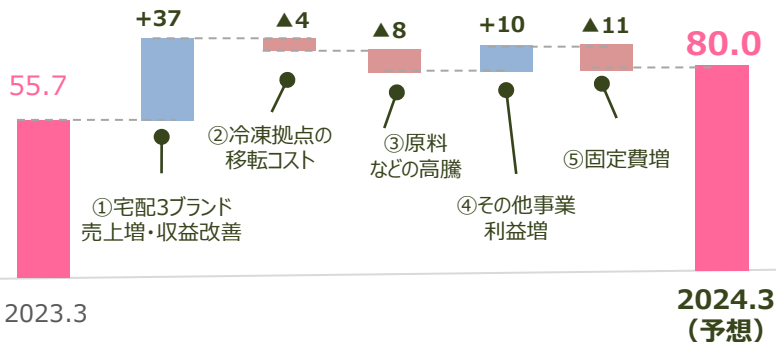 +37
▲4
▲8
+10
▲11
80.0
55.7
②冷凍拠点の
移転コスト
③原料
などの高騰
⑤固定費増
①宅配3ブランド
売上増・収益改善
④その他事業
利益増
2023.3
2024.3
（予想）